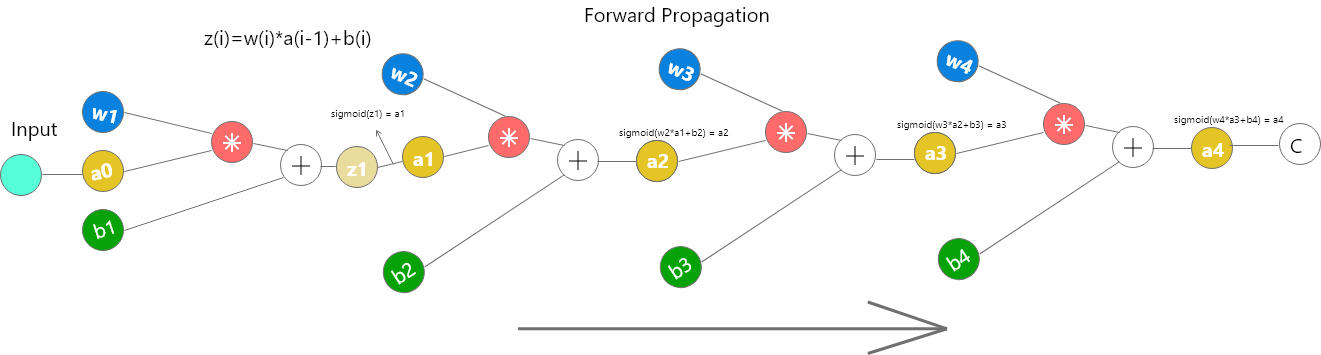 Forward Propagation
z(i)=w(i)*a(i-1)+b(i)
Input
w1
a0
b1
*
+
z1
sigmoid(z1) = a1
a1
w2
*
b2
+
sigmoid(w2*a1+b2) = a2
a2
w3
*
b3
+
sigmoid(w3*a2+b3) = a3
a3
w4
*
b4
+
sigmoid(w4*a3+b4) = a4
a4
C